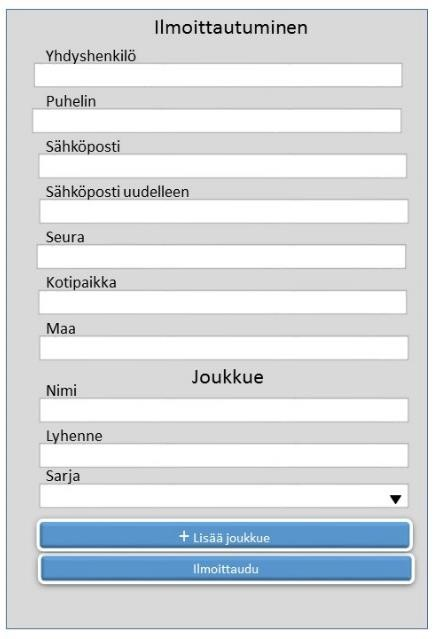 Ilmoittautuminen
Yhdyshenkilö
Puhelin
Sähköposti
Sähköposti uudelleen
Seura
Kotipaikka
Maa
Joukkue
Nimi
Lyhenne
Sarja
+ Lisää joukkue
Ilmoittaudu